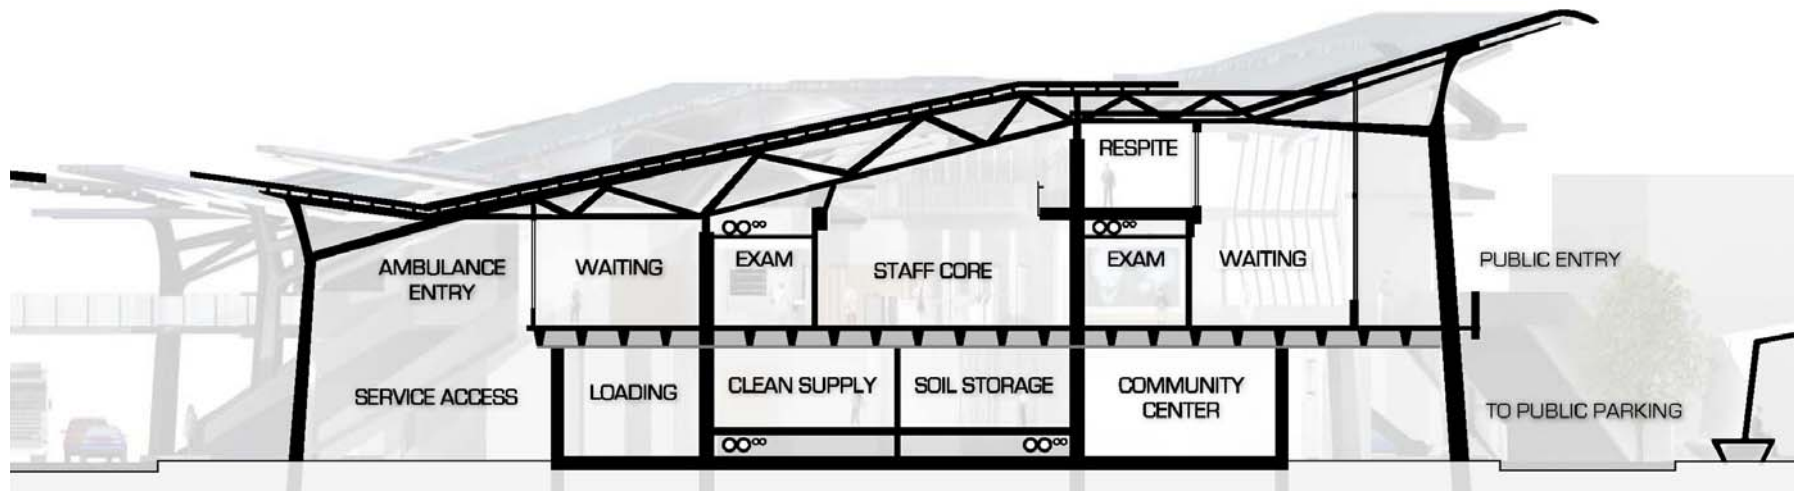 RESPITE
AMBULANCE
ENTRY
WAITING
EXAM
STAFF CORE
EXAM
WAITING
PUBLIC ENTRY
SERVICE ACCESS
LOADING
CLEAN SUPPLY
SOIL STORAGE
COMMUNITY
CENTER
TO PUBLIC PARKING